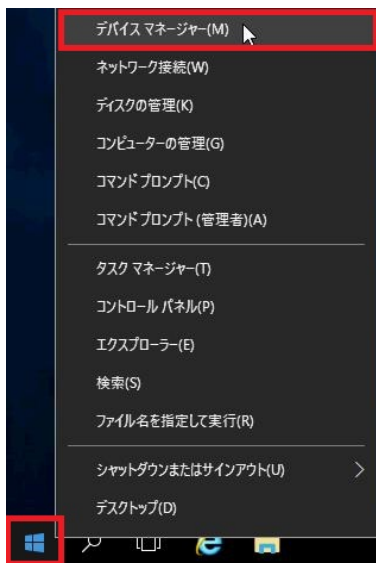 デバイス マネージャー(M)
ネットワーク接続(W)
ディスクの管理(K)
コンピューターの管理(G)
コマンド プロンプト(C)
コマンド プロンプト (管理者)(A)
タスク マネージャー(T)
コントロール パネル(P)
エクスプローラー(E)
検索(S)
ファイル名を指定して実行(R)
シャットダウンまたはサインアウト(U)
デスクトップ(D)